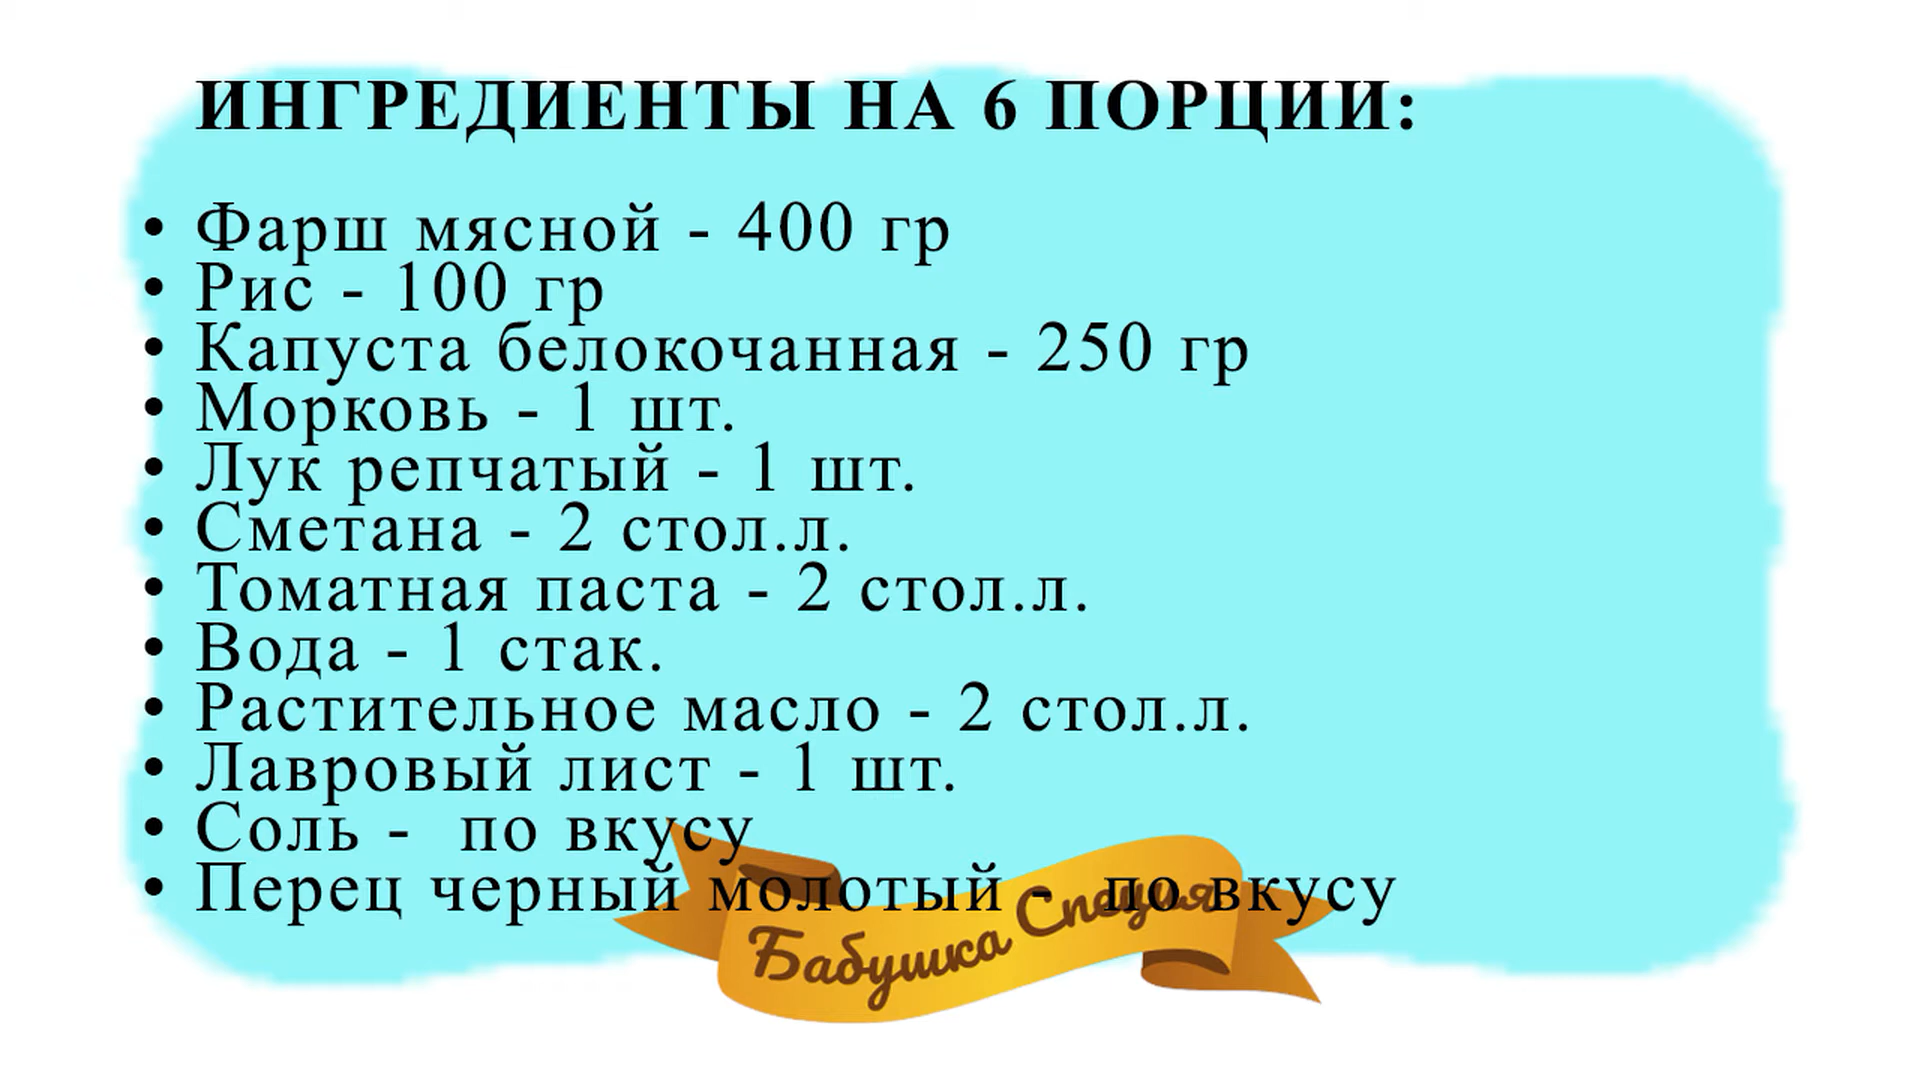 ИНГРЕДИЕНТЫ НА 6 ПОРЦИИ:
• Фарш мясной - 400 гр
• Рис - 100 гр
• Капуста белокочанная - 250 гр
• Морковь - 1 шт.
• Лук репчатый - 1 шт.
• Сметана - 2 стол.л.
• Томатная паста - 2 стол.л.
• Вода - 1 стак.
• Растительное масло - 2 стол.л.
• Лавровый лист - 1 шт.
• Соль - по вкусу
• Перец черный молотый - по вкусу
Бабушка Специя